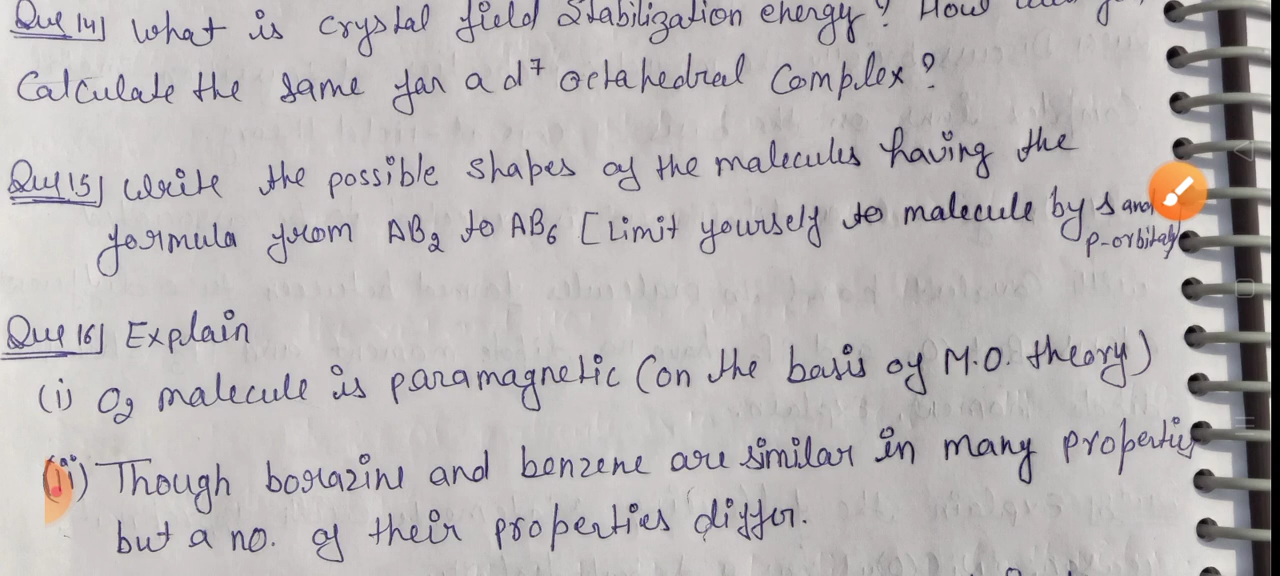 Que 14) What is crystal field Stabilization energy? How
Calculate the same for a d⁷ octahedral Complex?
Que 15) Write the possible shapes of the molecules having the
formula from AB₂ to AB₆ [Limit yourself to molecule by s and
p-orbitals
Que 16) Explain
(i) O₂ molecule is paramagnetic (on the basis of M.O. theory)
(ii) Though borazine and benzene are similar in many properties
but a no. of their properties differ.